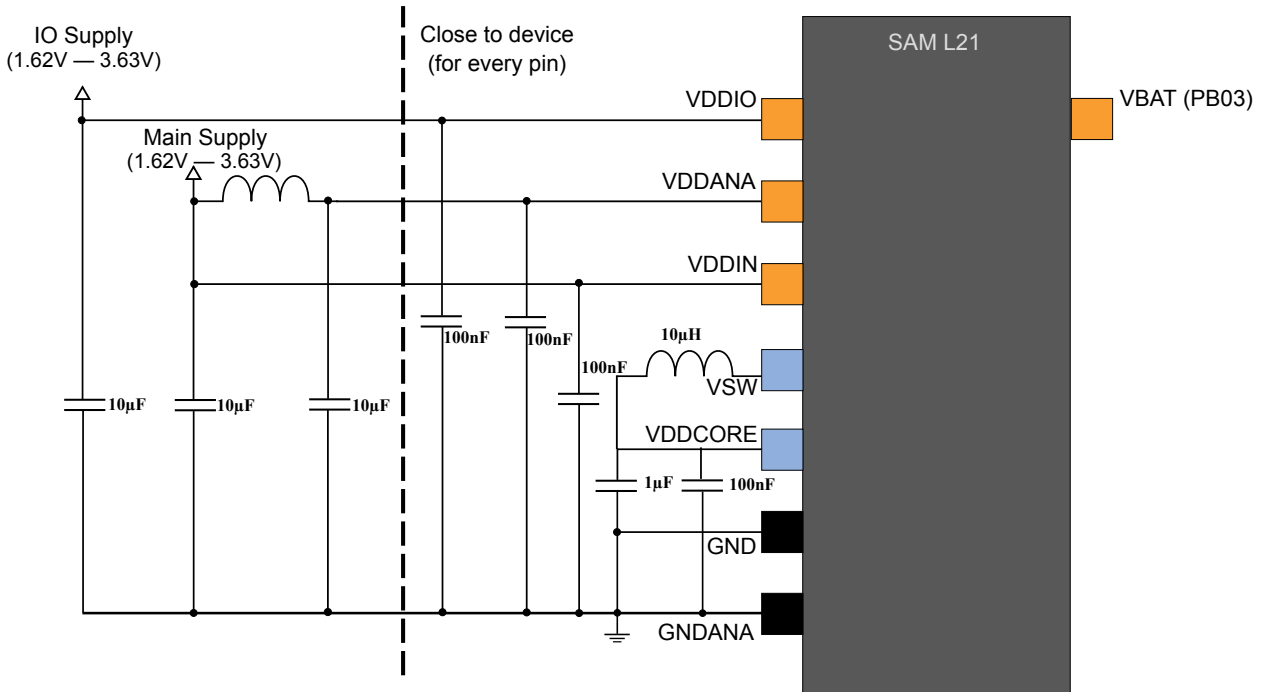 IO Supply
(1.62V — 3.63V)
Close to device
(for every pin)
SAM L21
VDDIO
VBAT (PB03)
Main Supply
(1.62V — 3.63V)
VDDANA
VDDIN
100nF
100nF
100nF
10µH
VSW
10µF
10µF
10µF
VDDCORE
1µF
100nF
GND
GNDANA